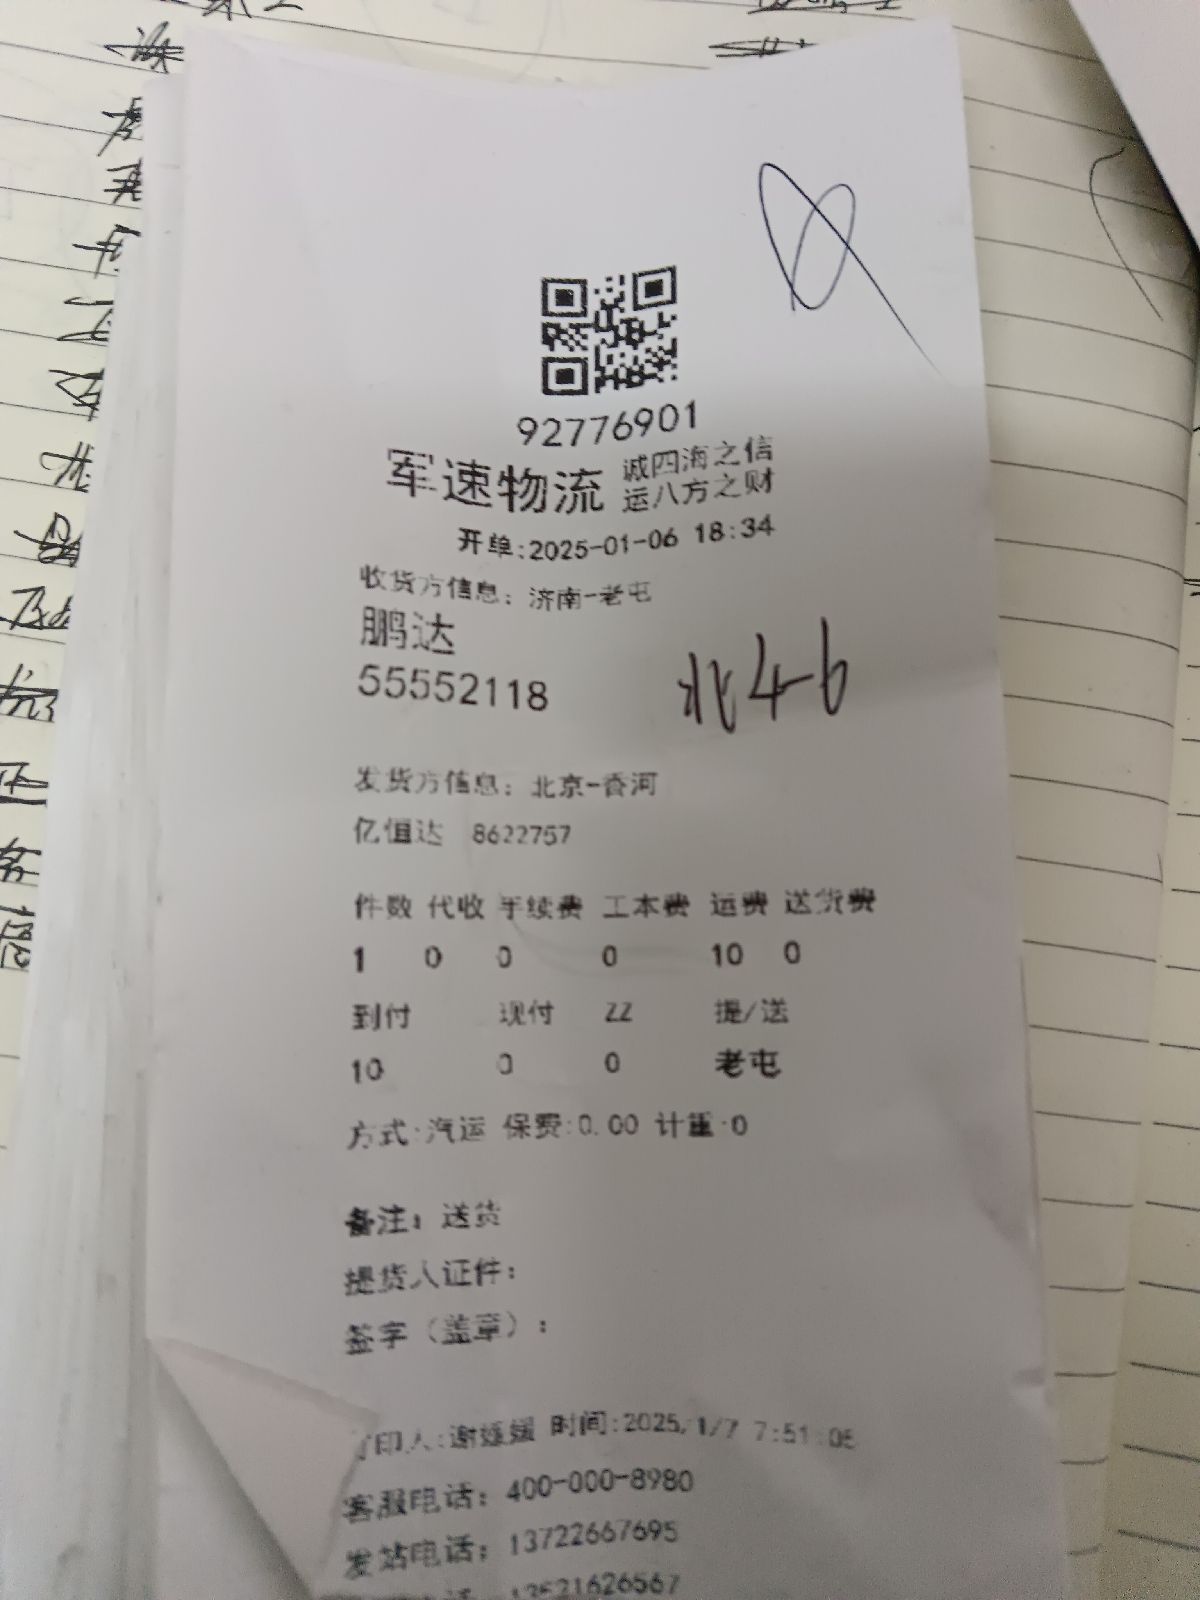 92776901
军速物流 诚四海之信
运八方之财
开单:2025-01-06 18:34
收货方信息: 济南-老屯
鹏达
55552118
北4-6
发货方信息: 北京-香河
亿恒达 8622757
件数 代收 手续费 工本费 运费 送货费
1 0 0 0 10 0
到付 现付 ZZ 提/送
10 0 0 老屯
方式:汽运 保费:0.00 计重:0
备注: 送货
提货人证件:
签字(盖章):
印人:谢媛媛 时间:2025/1/7 7:51:05
客服电话: 400-000-8980
发站电话: 13722667695
13521626567